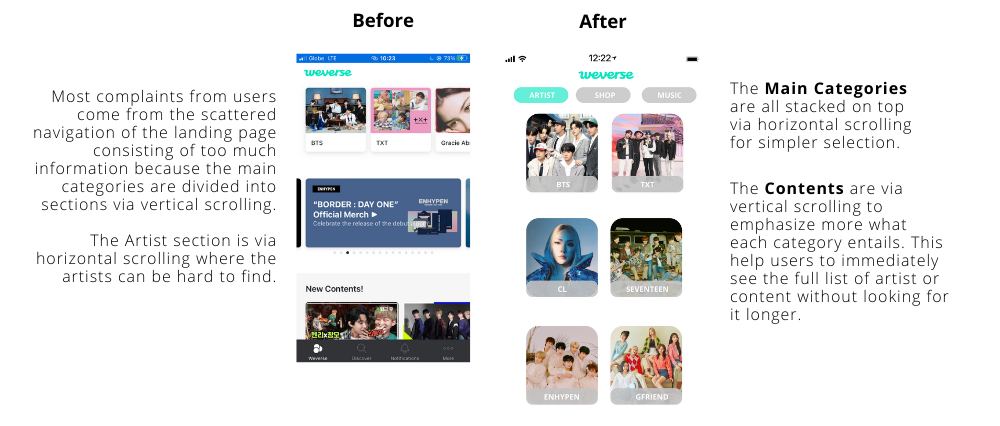 Before
After
Most complaints from users
come from the scattered
navigation of the landing page
consisting of too much
information because the main
categories are divided into
sections via vertical scrolling.
The Artist section is via
horizontal scrolling where the
artists can be hard to find.
Globe LTE 10:23 73%
weverse
BTS TXT Gracie Ab
ENHYPEN
"BORDER : DAY ONE"
Official Merch ▶
Celebrate the release of the debut
ENHYPEN
New Contents!
Weverse Discover Notifications More
12:22
weverse
ARTIST SHOP MUSIC
BTS TXT
CL SEVENTEEN
ENHYPEN GFRIEND
The Main Categories
are all stacked on top
via horizontal scrolling
for simpler selection.
The Contents are via
vertical scrolling to
emphasize more what
each category entails. This
help users to immediately
see the full list of artist or
content without looking for
it longer.